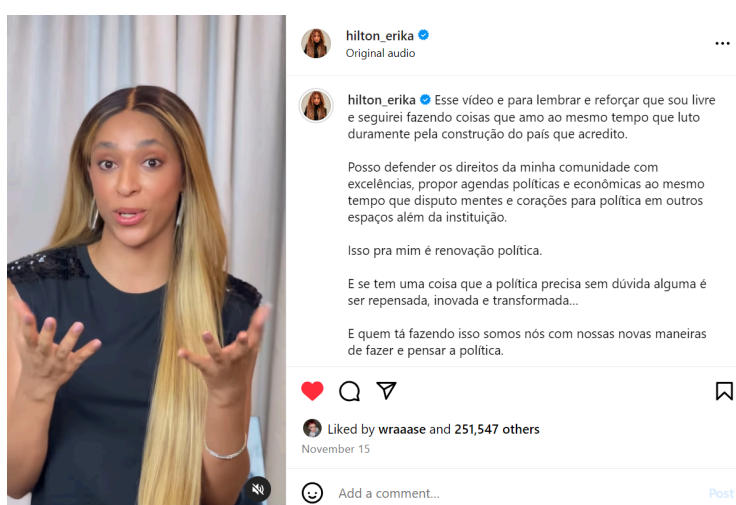 hilton_erika
Original audio
hilton_erika Esse vídeo e para lembrar e reforçar que sou livre
e seguirei fazendo coisas que amo ao mesmo tempo que luto
duramente pela construção do país que acredito.
Posso defender os direitos da minha comunidade com
excelências, propor agendas políticas e econômicas ao mesmo
tempo que disputo mentes e corações para política em outros
espaços além da instituição.
Isso pra mim é renovação política.
E se tem uma coisa que a política precisa sem dúvida alguma é
ser repensada, inovada e transformada...
E quem tá fazendo isso somos nós com nossas novas maneiras
de fazer e pensar a política.
Liked by wraaase and 251,547 others
November 15
Add a comment...
Post